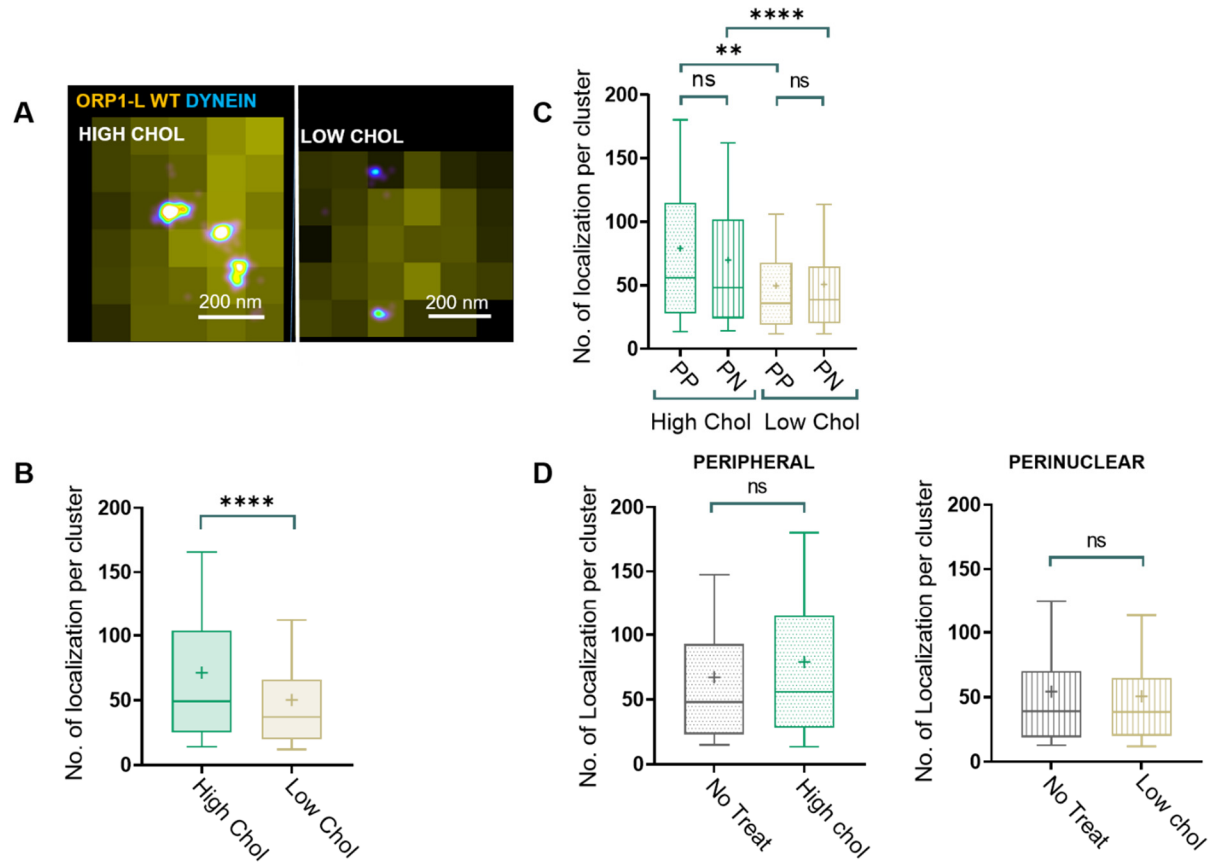 A
ORP1-L WT DYNEIN
HIGH CHOL
LOW CHOL
200 nm
200 nm
C
****
**
ns
ns
No. of localization per cluster
200
150
100
50
0
PP
PN
PP
PN
High Chol
Low Chol
B
****
No. of localization per cluster
200
150
100
50
0
High Chol
Low Chol
D
PERIPHERAL
ns
No. of Localization per cluster
200
150
100
50
0
No Treat
High chol
PERINUCLEAR
ns
No. of Localization per cluster
200
150
100
50
0
No Treat
Low chol